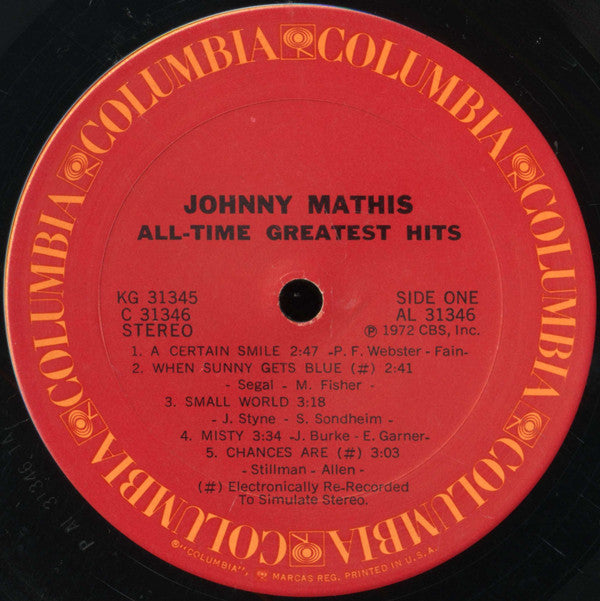 COLUMBIA COLUMBIA COLUMBIA COLUMBIA COLUMBIA COLUMBIA
JOHNNY MATHIS
ALL-TIME GREATEST HITS
KG 31345
C 31346
STEREO
SIDE ONE
AL 31346
Ⓟ 1972 CBS, Inc.
1. A CERTAIN SMILE 2:47 -P. F. Webster - Fain-
2. WHEN SUNNY GETS BLUE (#) 2:41
- Segal - M. Fisher -
3. SMALL WORLD 3:18
- J. Styne - S. Sondheim -
4. MISTY 3:34 -J. Burke - E. Garner-
5. CHANCES ARE (#) 3:03
- Stillman - Allen -
(#) Electronically Re-Recorded
To Simulate Stereo.
®"COLUMBIA", MARCAS REG. PRINTED IN U.S.A.